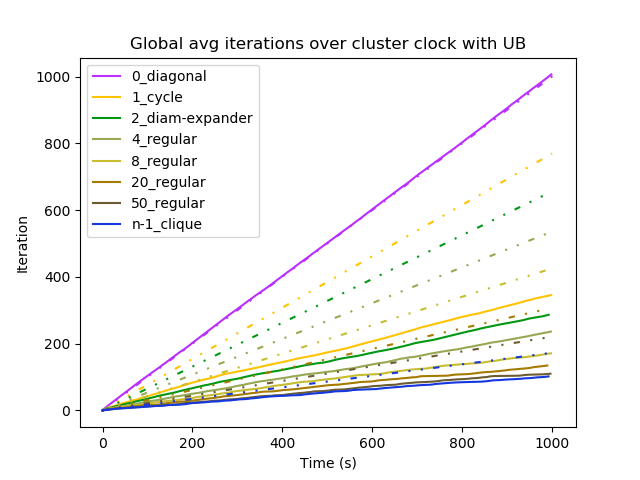 Global avg iterations over cluster clock with UB
1000
800
600
400
200
0
Iteration
0_diagonal
1_cycle
2_diam-expander
4_regular
8_regular
20_regular
50_regular
n-1_clique
0 200 400 600 800 1000
Time (s)